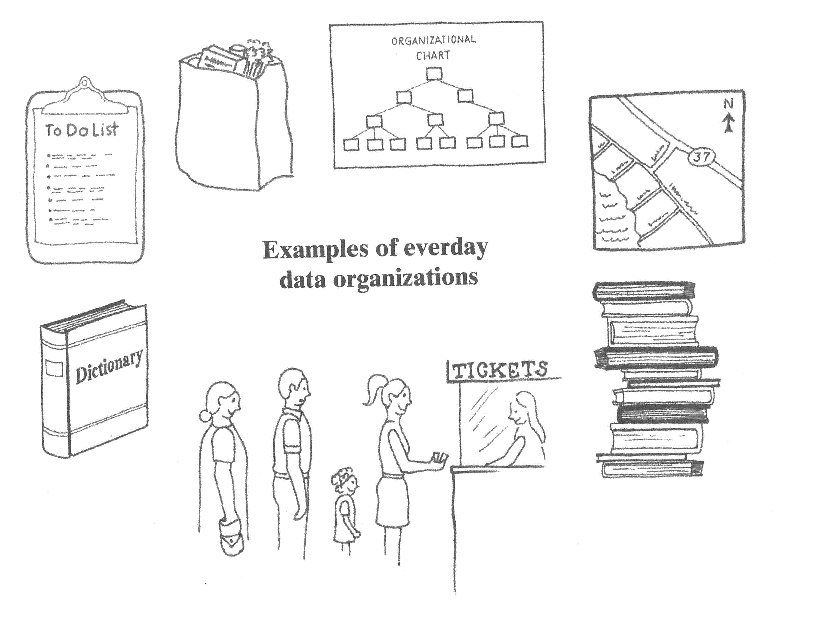 ORGANIZATIONAL
CHART
To Do List
N
37
Examples of everday
data organizations
Dictionary
TICKETS